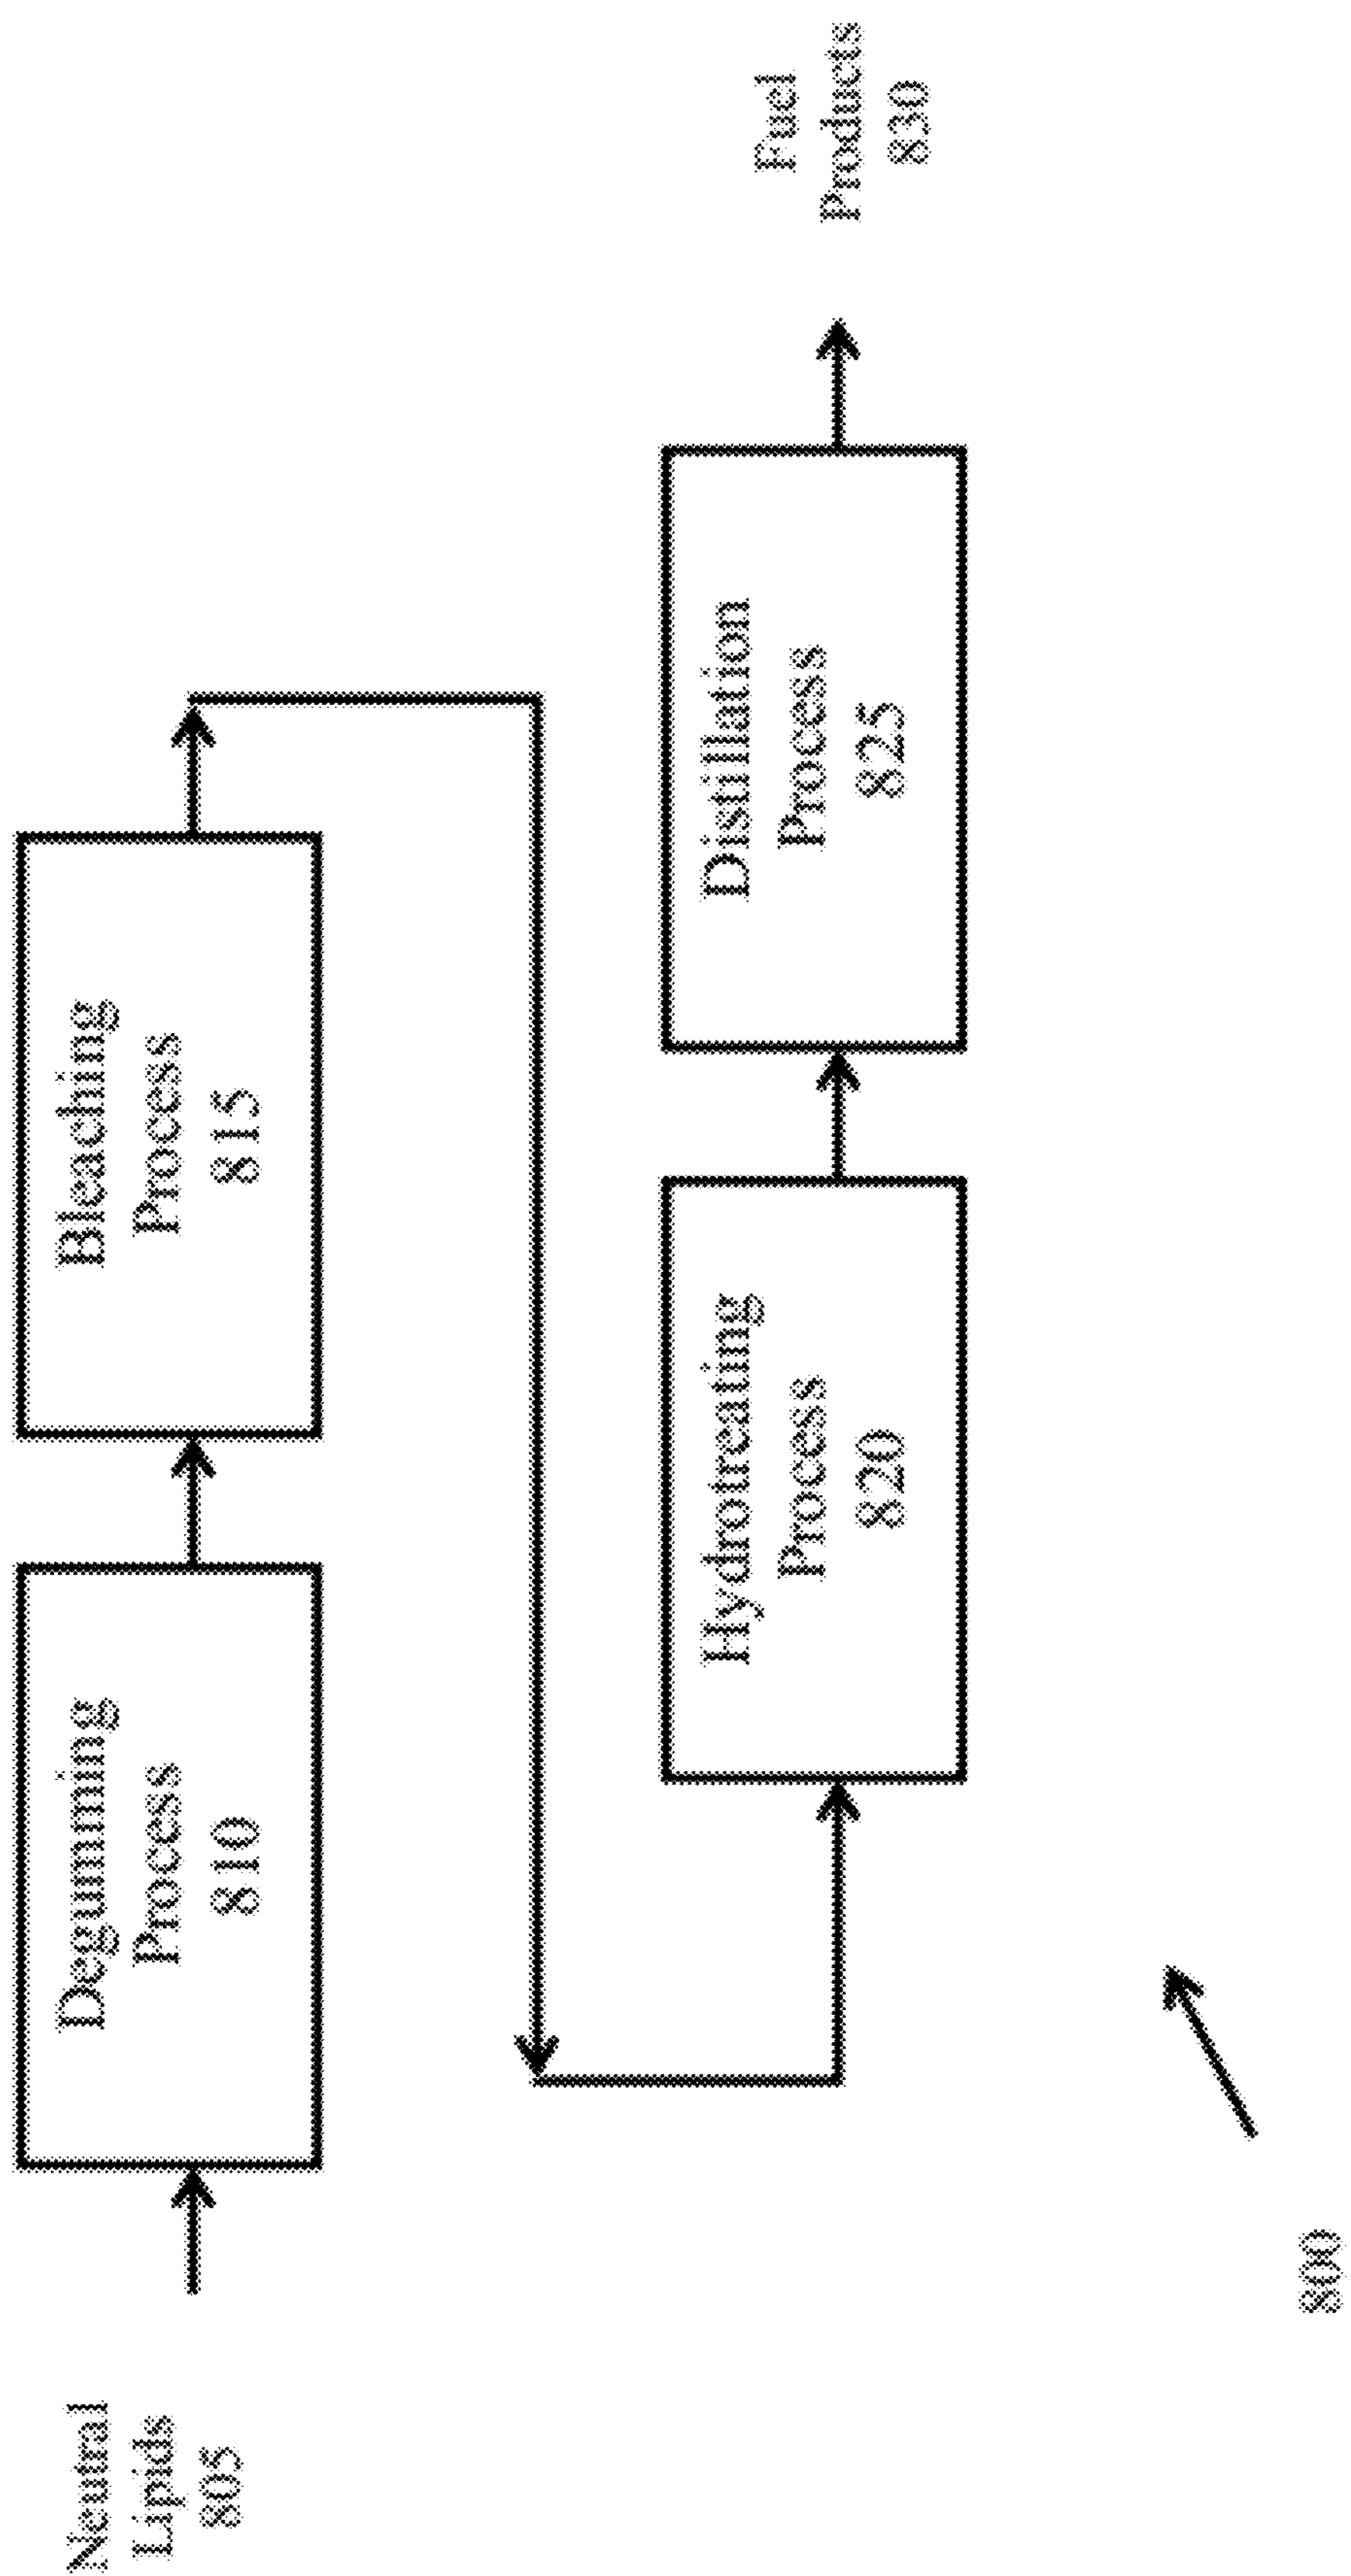 Neutral
Lipids
805
Degumming
Process
810
Bleaching
Process
815
Hydrotreating
Process
820
Distillation
Process
825
Fuel
Products
830
800